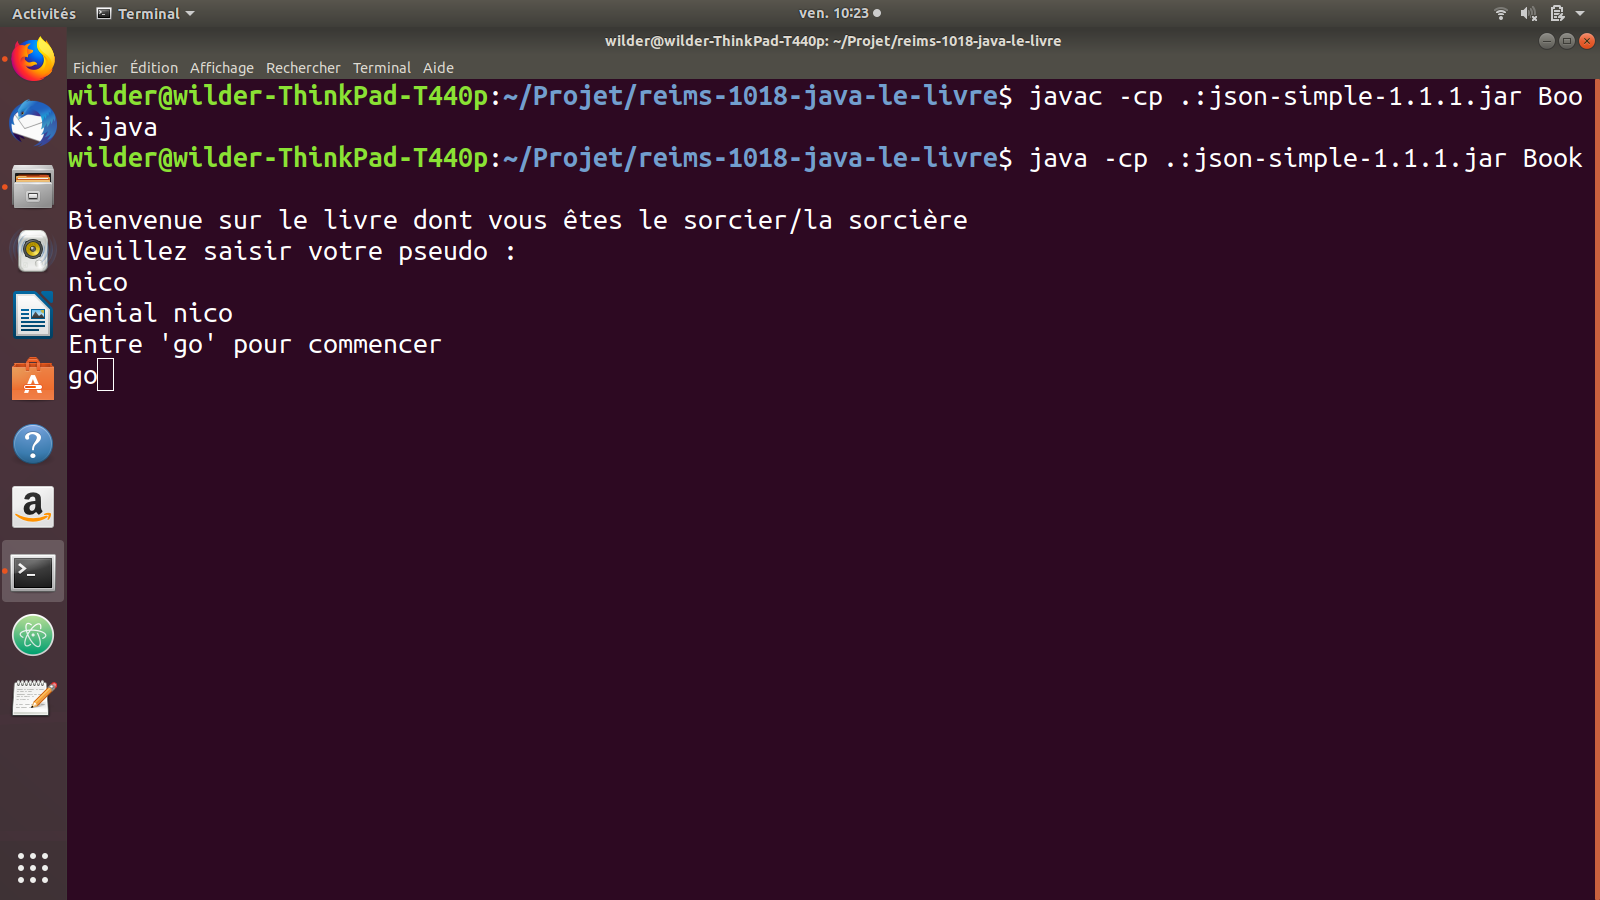 Activités Terminal ven. 10:23
wilder@wilder-ThinkPad-T440p: ~/Projet/reims-1018-java-le-livre
Fichier Édition Affichage Rechercher Terminal Aide
wilder@wilder-ThinkPad-T440p:~/Projet/reims-1018-java-le-livre$ javac -cp .:json-simple-1.1.1.jar Boo
k.java
wilder@wilder-ThinkPad-T440p:~/Projet/reims-1018-java-le-livre$ java -cp .:json-simple-1.1.1.jar Book
Bienvenue sur le livre dont vous êtes le sorcier/la sorcière
Veuillez saisir votre pseudo :
nico
Genial nico
Entre 'go' pour commencer
go